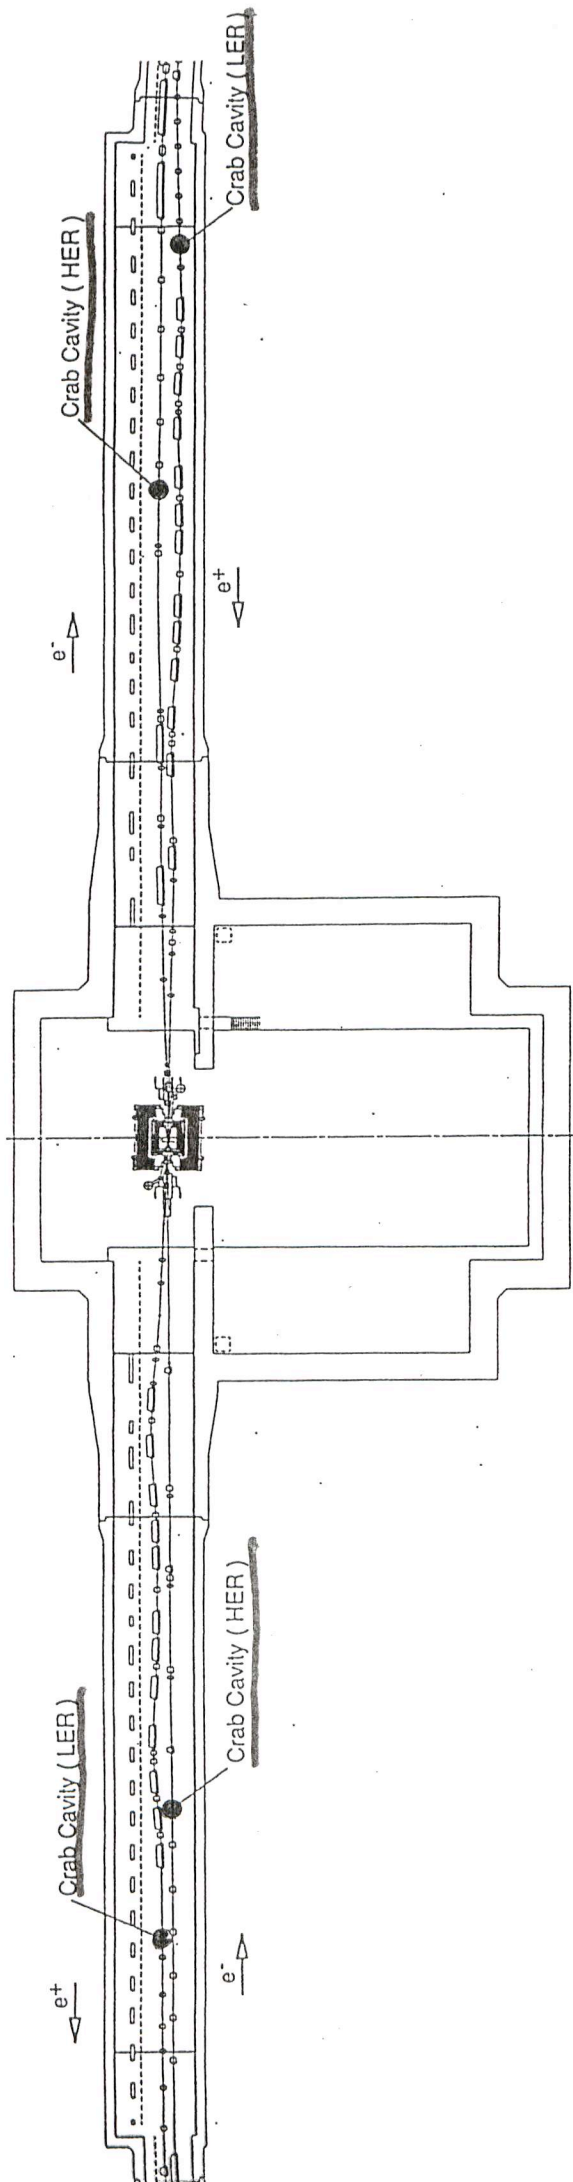 Crab Cavity ( LER )
Crab Cavity ( HER )
e-
e+
Crab Cavity ( HER )
Crab Cavity ( LER )
e+
e-